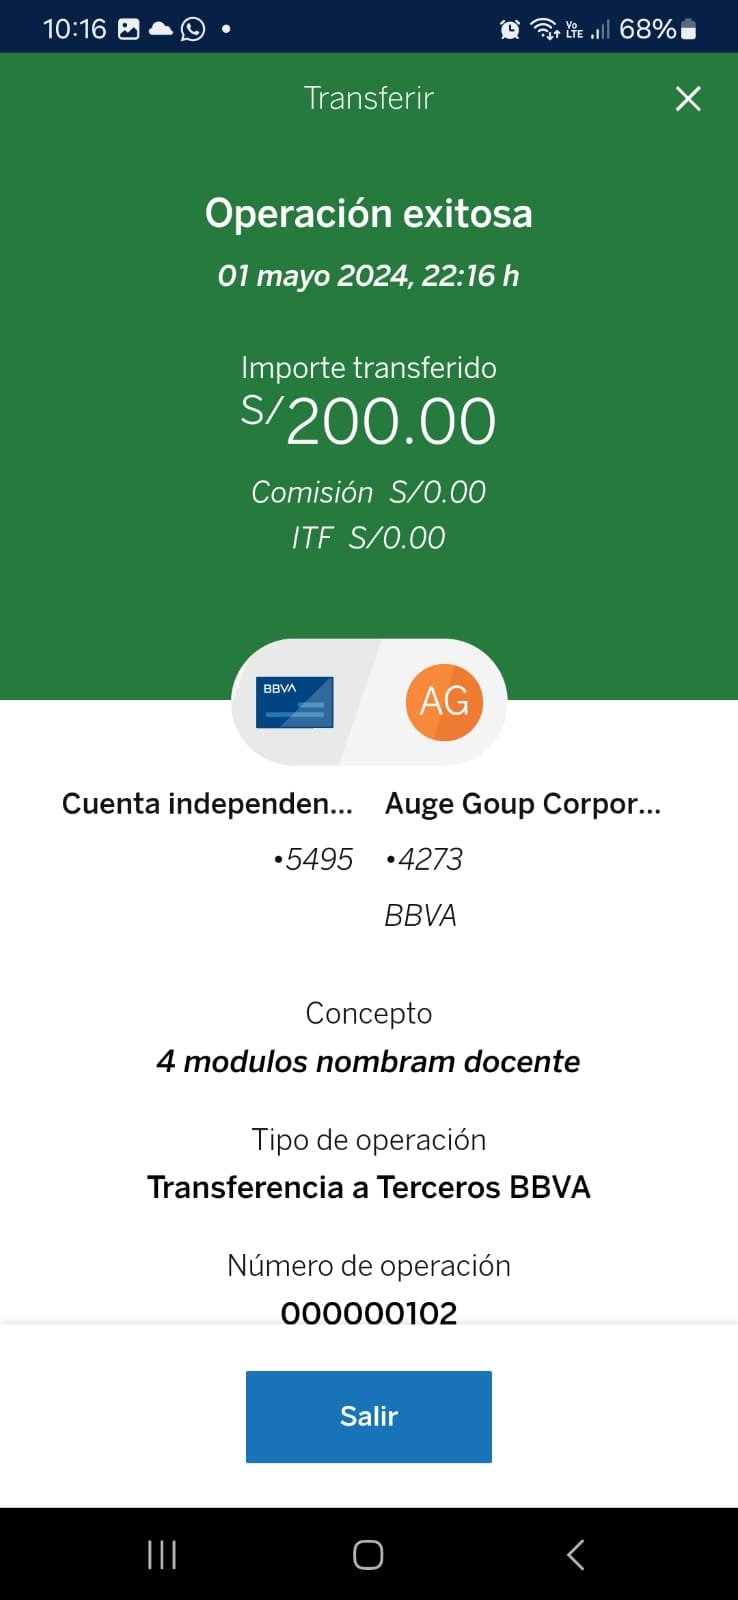 10:16
Vo
LTE
68%
Transferir
Operación exitosa
01 mayo 2024, 22:16 h
Importe transferido
S/200.00
Comisión S/0.00
ITF S/0.00
BBVA
AG
Cuenta independen... Auge Goup Corpor...
•5495 •4273
BBVA
Concepto
4 modulos nombram docente
Tipo de operación
Transferencia a Terceros BBVA
Número de operación
000000102
Salir